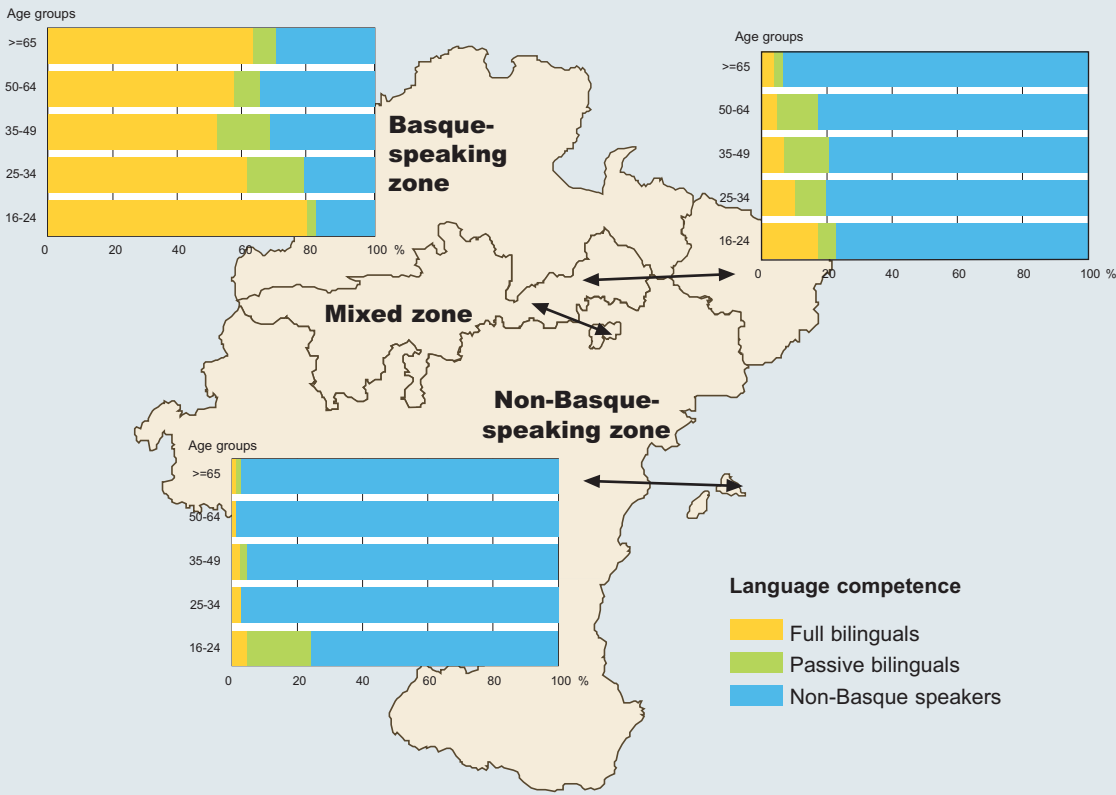 Age groups
>=65
50-64
35-49
25-34
16-24
0 20 40 60 80 100 %
Basque-
speaking
zone
Age groups
>=65
50-64
35-49
25-34
16-24
0 20 40 60 80 100 %
Mixed zone
Non-Basque-
speaking zone
Age groups
>=65
50-64
35-49
25-34
16-24
0 20 40 60 80 100 %
Language competence
Full bilinguals
Passive bilinguals
Non-Basque speakers